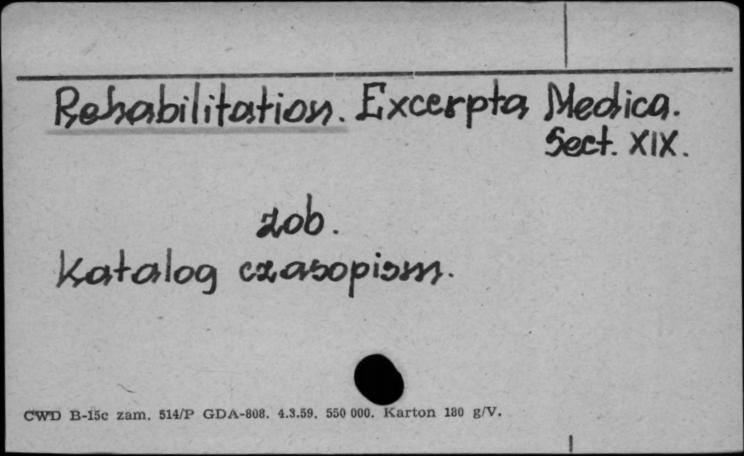 Rehabilitation. Excerpta Medica.
Sect. XIX.
zob.
Katalog czasopism.
CWD B-15c zam. 514/P GDA-808. 4.3.59. 550 000. Karton 180 g/V.